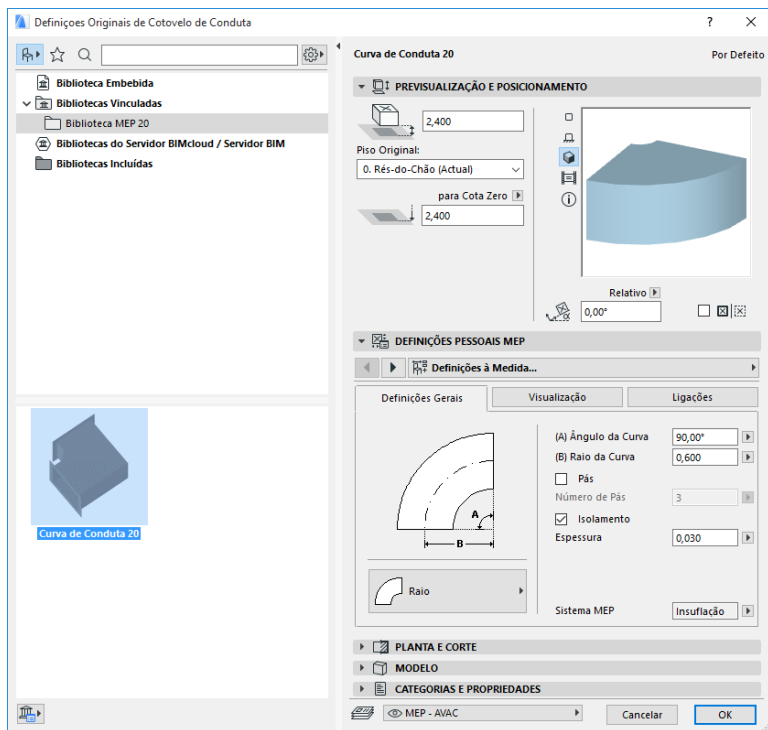 Definiçoes Originais de Cotovelo de Conduta
? 
Biblioteca Embebida
Bibliotecas Vinculadas
Biblioteca MEP 20
Bibliotecas do Servidor BIMcloud / Servidor BIM
Bibliotecas Incluídas
Curva de Conduta 20
Curva de Conduta 20
Por Defeito
PREVISUALIZAÇÃO E POSICIONAMENTO
2,400
Piso Original:
0. Rés-do-Chão (Actual)
para Cota Zero
2,400
Relativo
α
0,00°
DEFINIÇÕES PESSOAIS MEP
Definições à Medida...
Definições Gerais
Visualização
Ligações
A
B
Raio
(A) Ângulo da Curva
90,00°
(B) Raio da Curva
0,600
Pás
Número de Pás
3
Isolamento
Espessura
0,030
Sistema MEP
Insuflação
PLANTA E CORTE
MODELO
CATEGORIAS E PROPRIEDADES
MEP - AVAC
Cancelar
OK